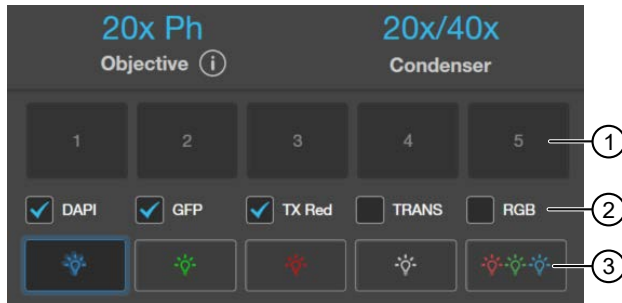 20x Ph 20x/40x
Objective i Condenser
1 2 3 4 5 1
DAPI GFP TX Red TRANS RGB 2
3